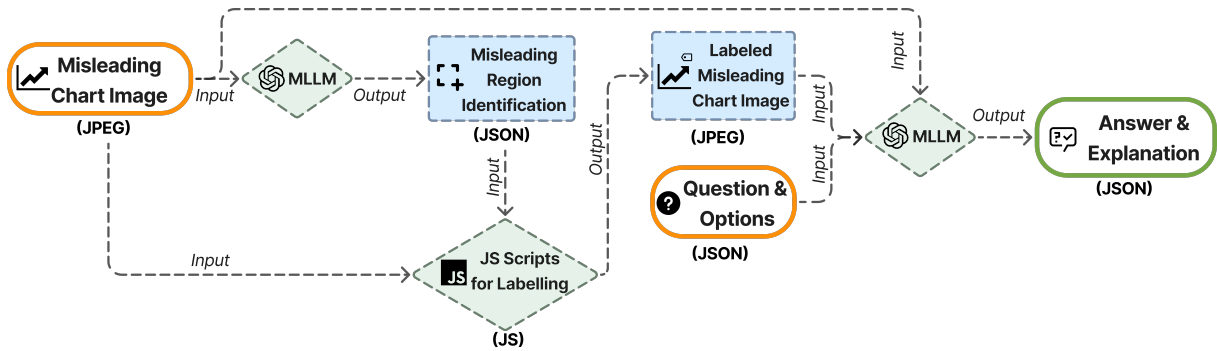 Misleading
Chart Image
(JPEG)
Input
MLLM
Output
Misleading
Region
Identification
(JSON)
Input
Input
JS
JS Scripts
for Labelling
(JS)
Output
Labeled
Misleading
Chart Image
(JPEG)
Question &
Options
(JSON)
Input
Input
Input
MLLM
Output
Answer &
Explanation
(JSON)